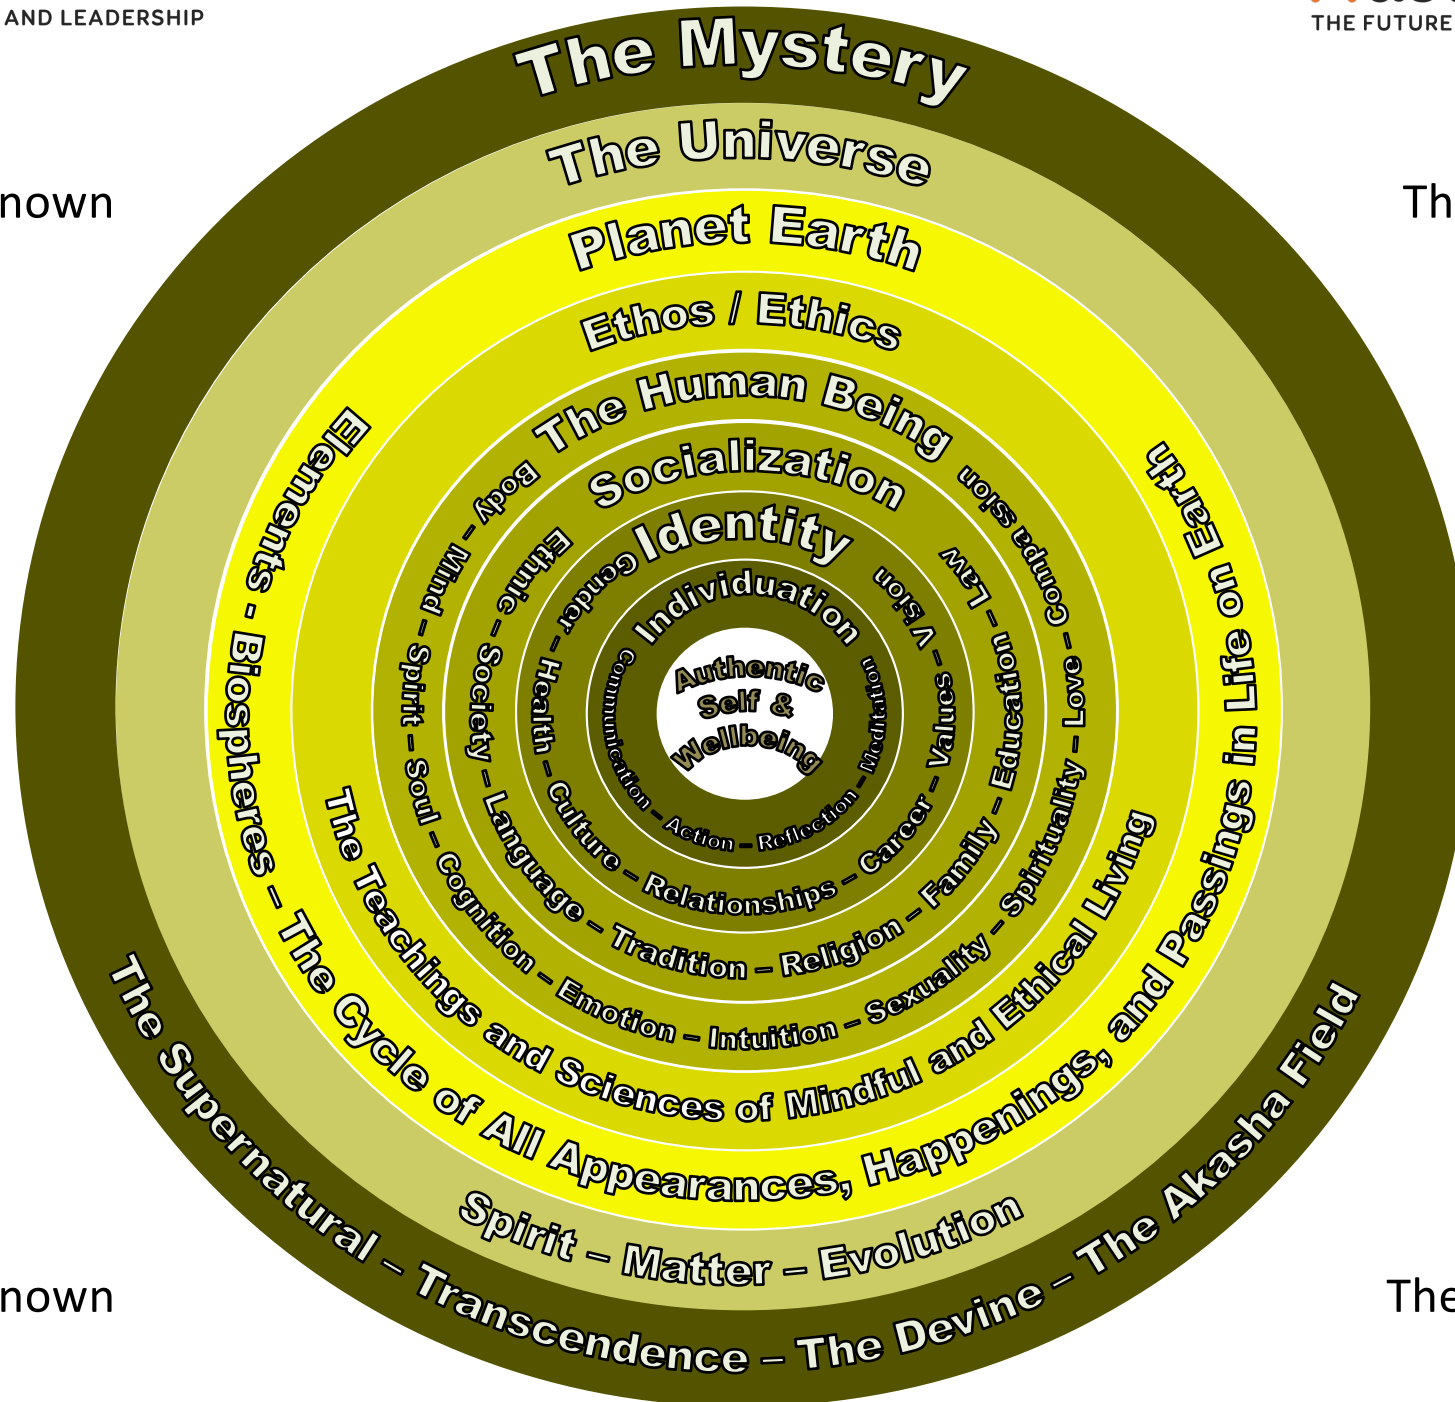 AND LEADERSHIP
THE FUTURE
The Mystery
The Universe
nown
Th
Planet Earth
Ethos / Ethics
The Human Being
Socialization
Identity
Individuation
Authentic
Self &
Wellbeing
Communication – Action – Reflection – Meditation
Gender – Health – Culture – Relationships – Career – Values – Vision
Ethnic – Society – Language – Tradition – Religion – Family – Education – Law
Body – Mind – Spirit – Soul – Cognition – Emotion – Intuition – Sexuality – Spirituality – Love – Compa ssion
The Teachings and Sciences of Mindful and Ethical Living
Elements - Biospheres – The Cycle of All Appearances, Happenings, and Passings in Life on Earth
Spirit – Matter – Evolution
The Supernatural – Transcendence – The Devine – The Akasha Field
nown
The